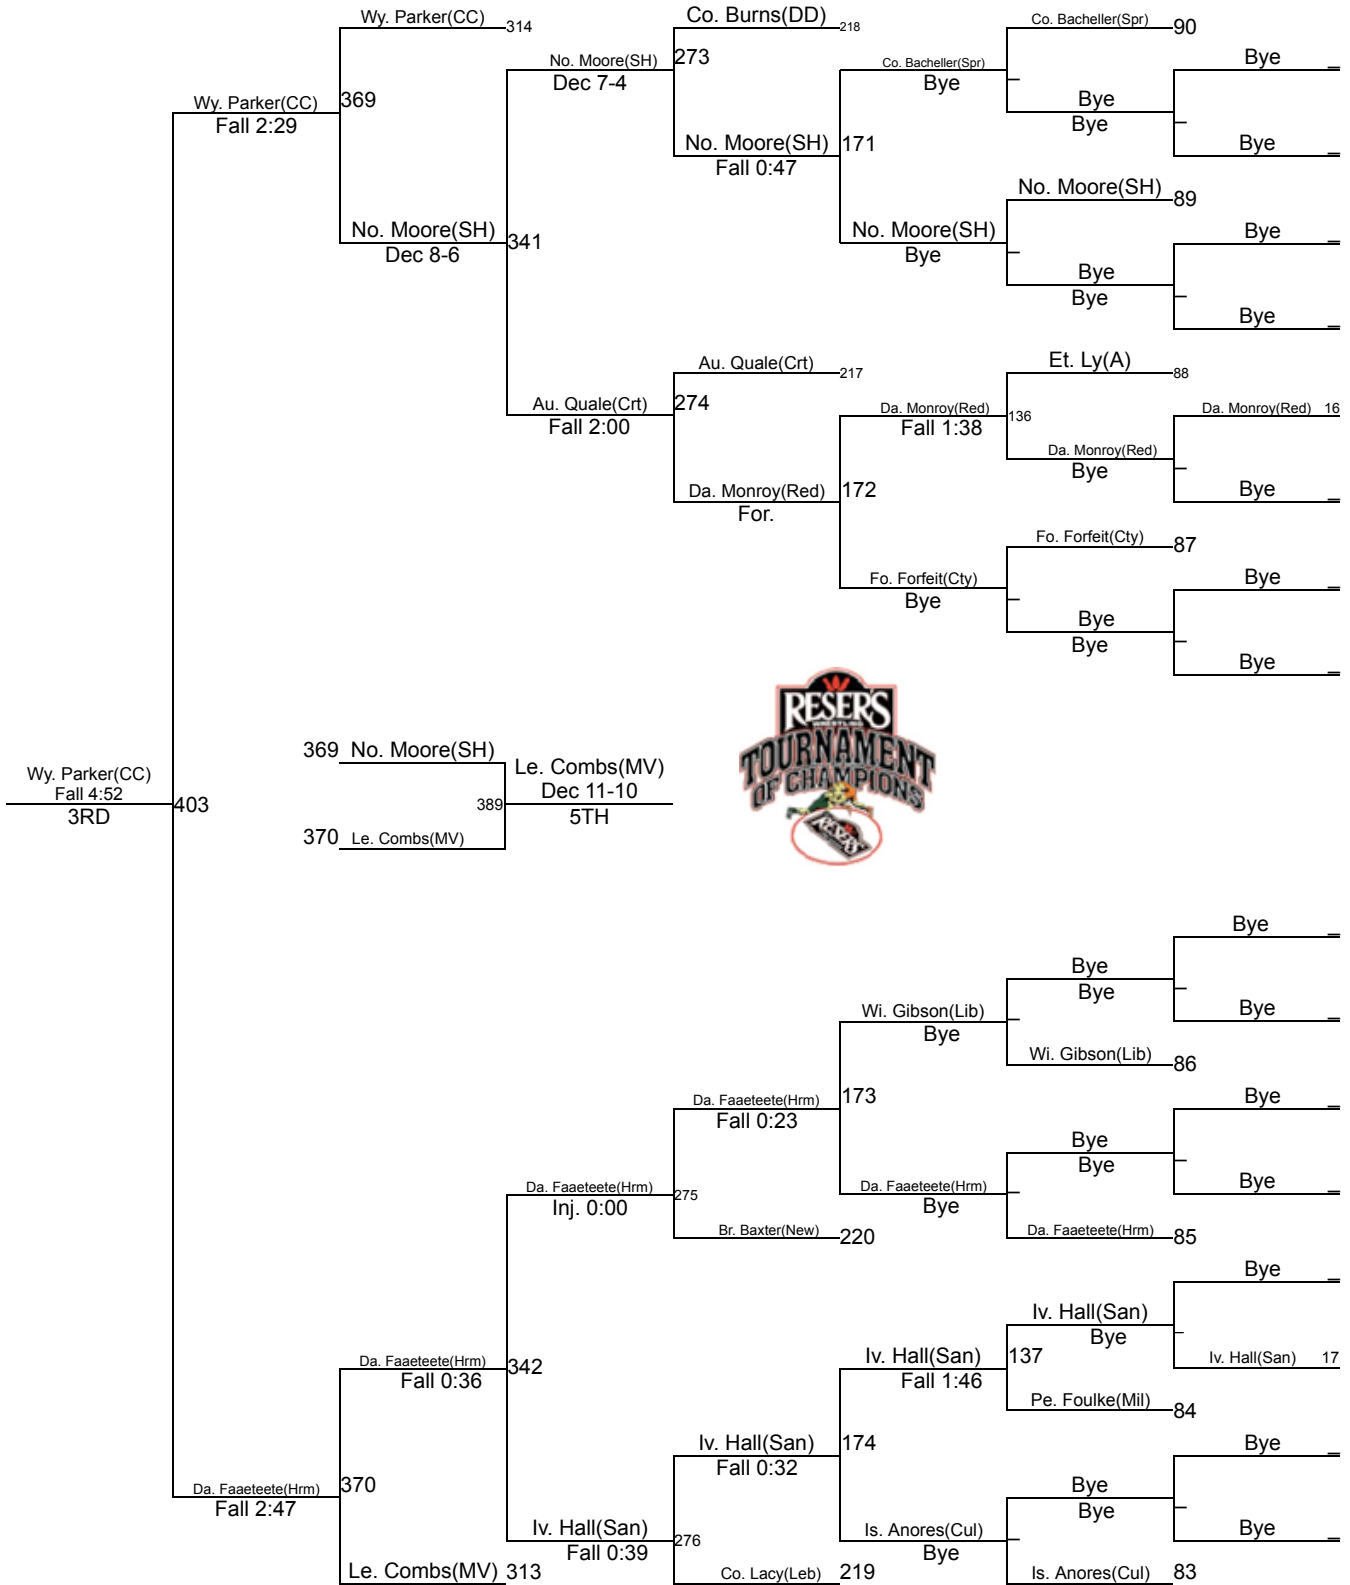 Wy. Parker(CC) 314
Co. Burns(DD) 218
Co. Bacheller(Spr) 90
No. Moore(SH) 273
Dec 7-4
Co. Bacheller(Spr)
Bye
Bye
Bye
Bye
Wy. Parker(CC) 369
Fall 2:29
No. Moore(SH) 171
Fall 0:47
Bye
No. Moore(SH) 89
No. Moore(SH) 341
Dec 8-6
No. Moore(SH)
Bye
Bye
Bye
Bye
Bye
Au. Quale(Crt) 217
Et. Ly(A) 88
Au. Quale(Crt) 274
Fall 2:00
Da. Monroy(Red) 136
Fall 1:38
Da. Monroy(Red) 16
Da. Monroy(Red)
Bye
Da. Monroy(Red) 172
For.
Bye
Fo. Forfeit(Cty) 87
Fo. Forfeit(Cty)
Bye
Bye
Bye
Bye
Bye
RESER'S
WRESTLING
TOURNAMENT
OF CHAMPIONS
RESER'S
369 No. Moore(SH)
Le. Combs(MV)
Dec 11-10
389
5TH
370 Le. Combs(MV)
Wy. Parker(CC)
Fall 4:52
403
3RD
Bye
Bye
Bye
Bye
Wi. Gibson(Lib)
Bye
Wi. Gibson(Lib) 86
Da. Faaeteete(Hrm) 173
Fall 0:23
Bye
Bye
Bye
Bye
Da. Faaeteete(Hrm) 275
Inj. 0:00
Da. Faaeteete(Hrm)
Bye
Br. Baxter(New) 220
Da. Faaeteete(Hrm) 85
Bye
Iv. Hall(San)
Bye
Da. Faaeteete(Hrm) 342
Fall 0:36
Iv. Hall(San) 137
Fall 1:46
Iv. Hall(San) 17
Pe. Foulke(Mil) 84
Iv. Hall(San) 174
Fall 0:32
Bye
Da. Faaeteete(Hrm) 370
Fall 2:47
Bye
Bye
Iv. Hall(San) 276
Fall 0:39
Is. Anores(Cul)
Bye
Bye
Le. Combs(MV) 313
Co. Lacy(Leb) 219
Is. Anores(Cul) 83